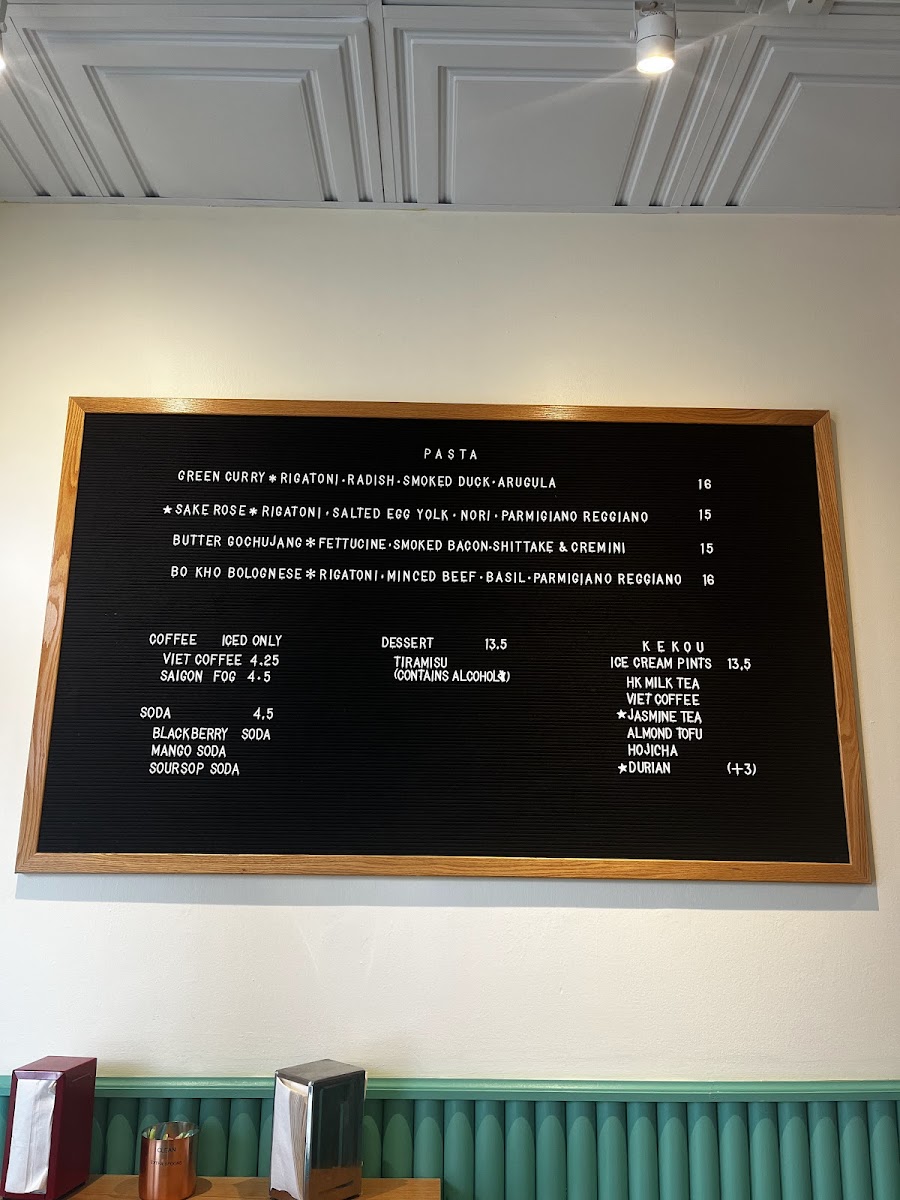 PASTA
GREEN CURRY * RIGATONI · RADISH · SMOKED DUCK · ARUGULA 16
★ SAKE ROSE * RIGATONI · SALTED EGG YOLK · NORI · PARMIGIANO REGGIANO 15
BUTTER GOCHUJANG * FETTUCINE · SMOKED BACON · SHITTAKE & CREMINI 15
BO KHO BOLOGNESE * RIGATONI · MINCED BEEF · BASIL · PARMIGIANO REGGIANO 16
COFFEE ICED ONLY
VIET COFFEE 4.25
SAIGON FOG 4.5
SODA 4.5
BLACKBERRY SODA
MANGO SODA
SOURSOP SODA
DESSERT 13.5
TIRAMISU
(CONTAINS ALCOHOL)
KEKOU
ICE CREAM PINTS 13.5
HK MILK TEA
VIET COFFEE
★ JASMINE TEA
ALMOND TOFU
HOJICHA
★ DURIAN (+3)
CLEAN